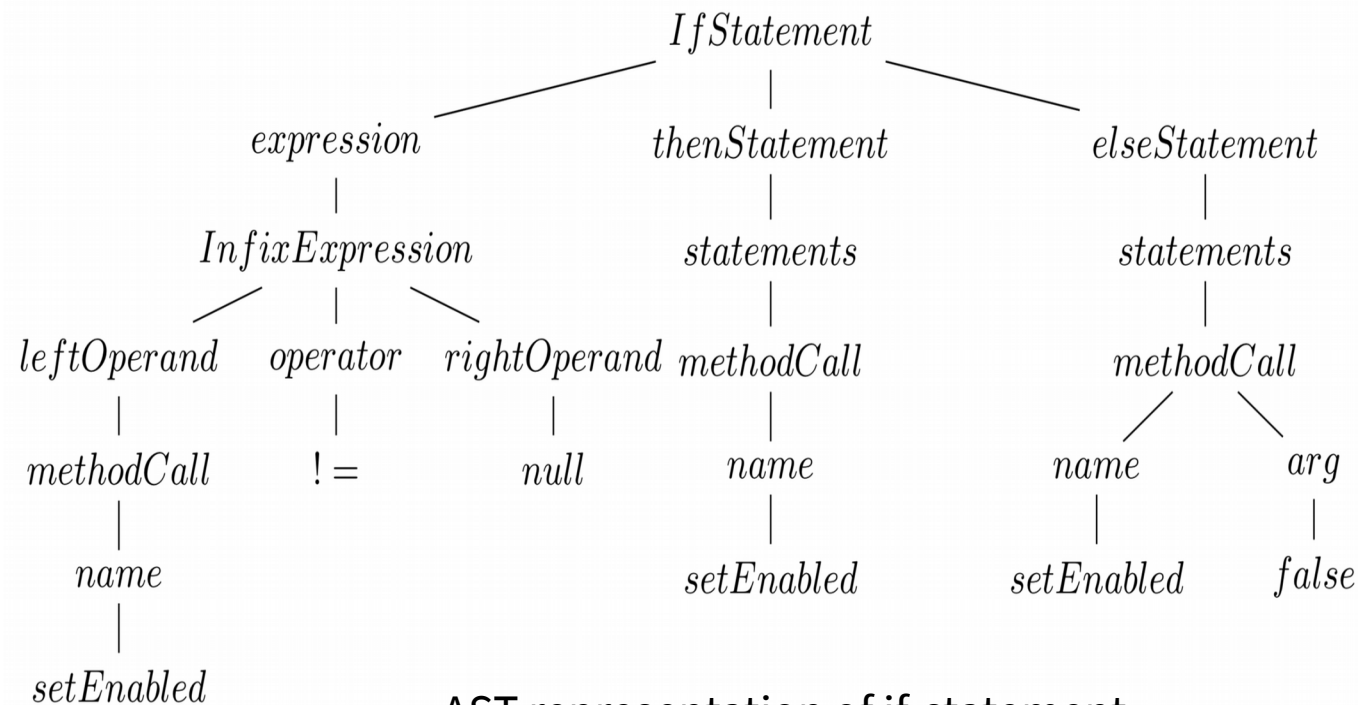 IfStatement
expression thenStatement elseStatement
InfixExpression statements statements
leftOperand operator rightOperand methodCall methodCall
methodCall != null name name arg
name setEnabled setEnabled false
setEnabled
AST representation of if statement